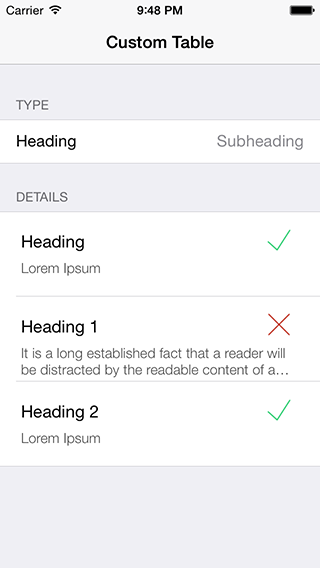 Carrier 9:48 PM
Custom Table
TYPE
Heading Subheading
DETAILS
Heading
Lorem Ipsum
Heading 1
It is a long established fact that a reader will
be distracted by the readable content of a…
Heading 2
Lorem Ipsum